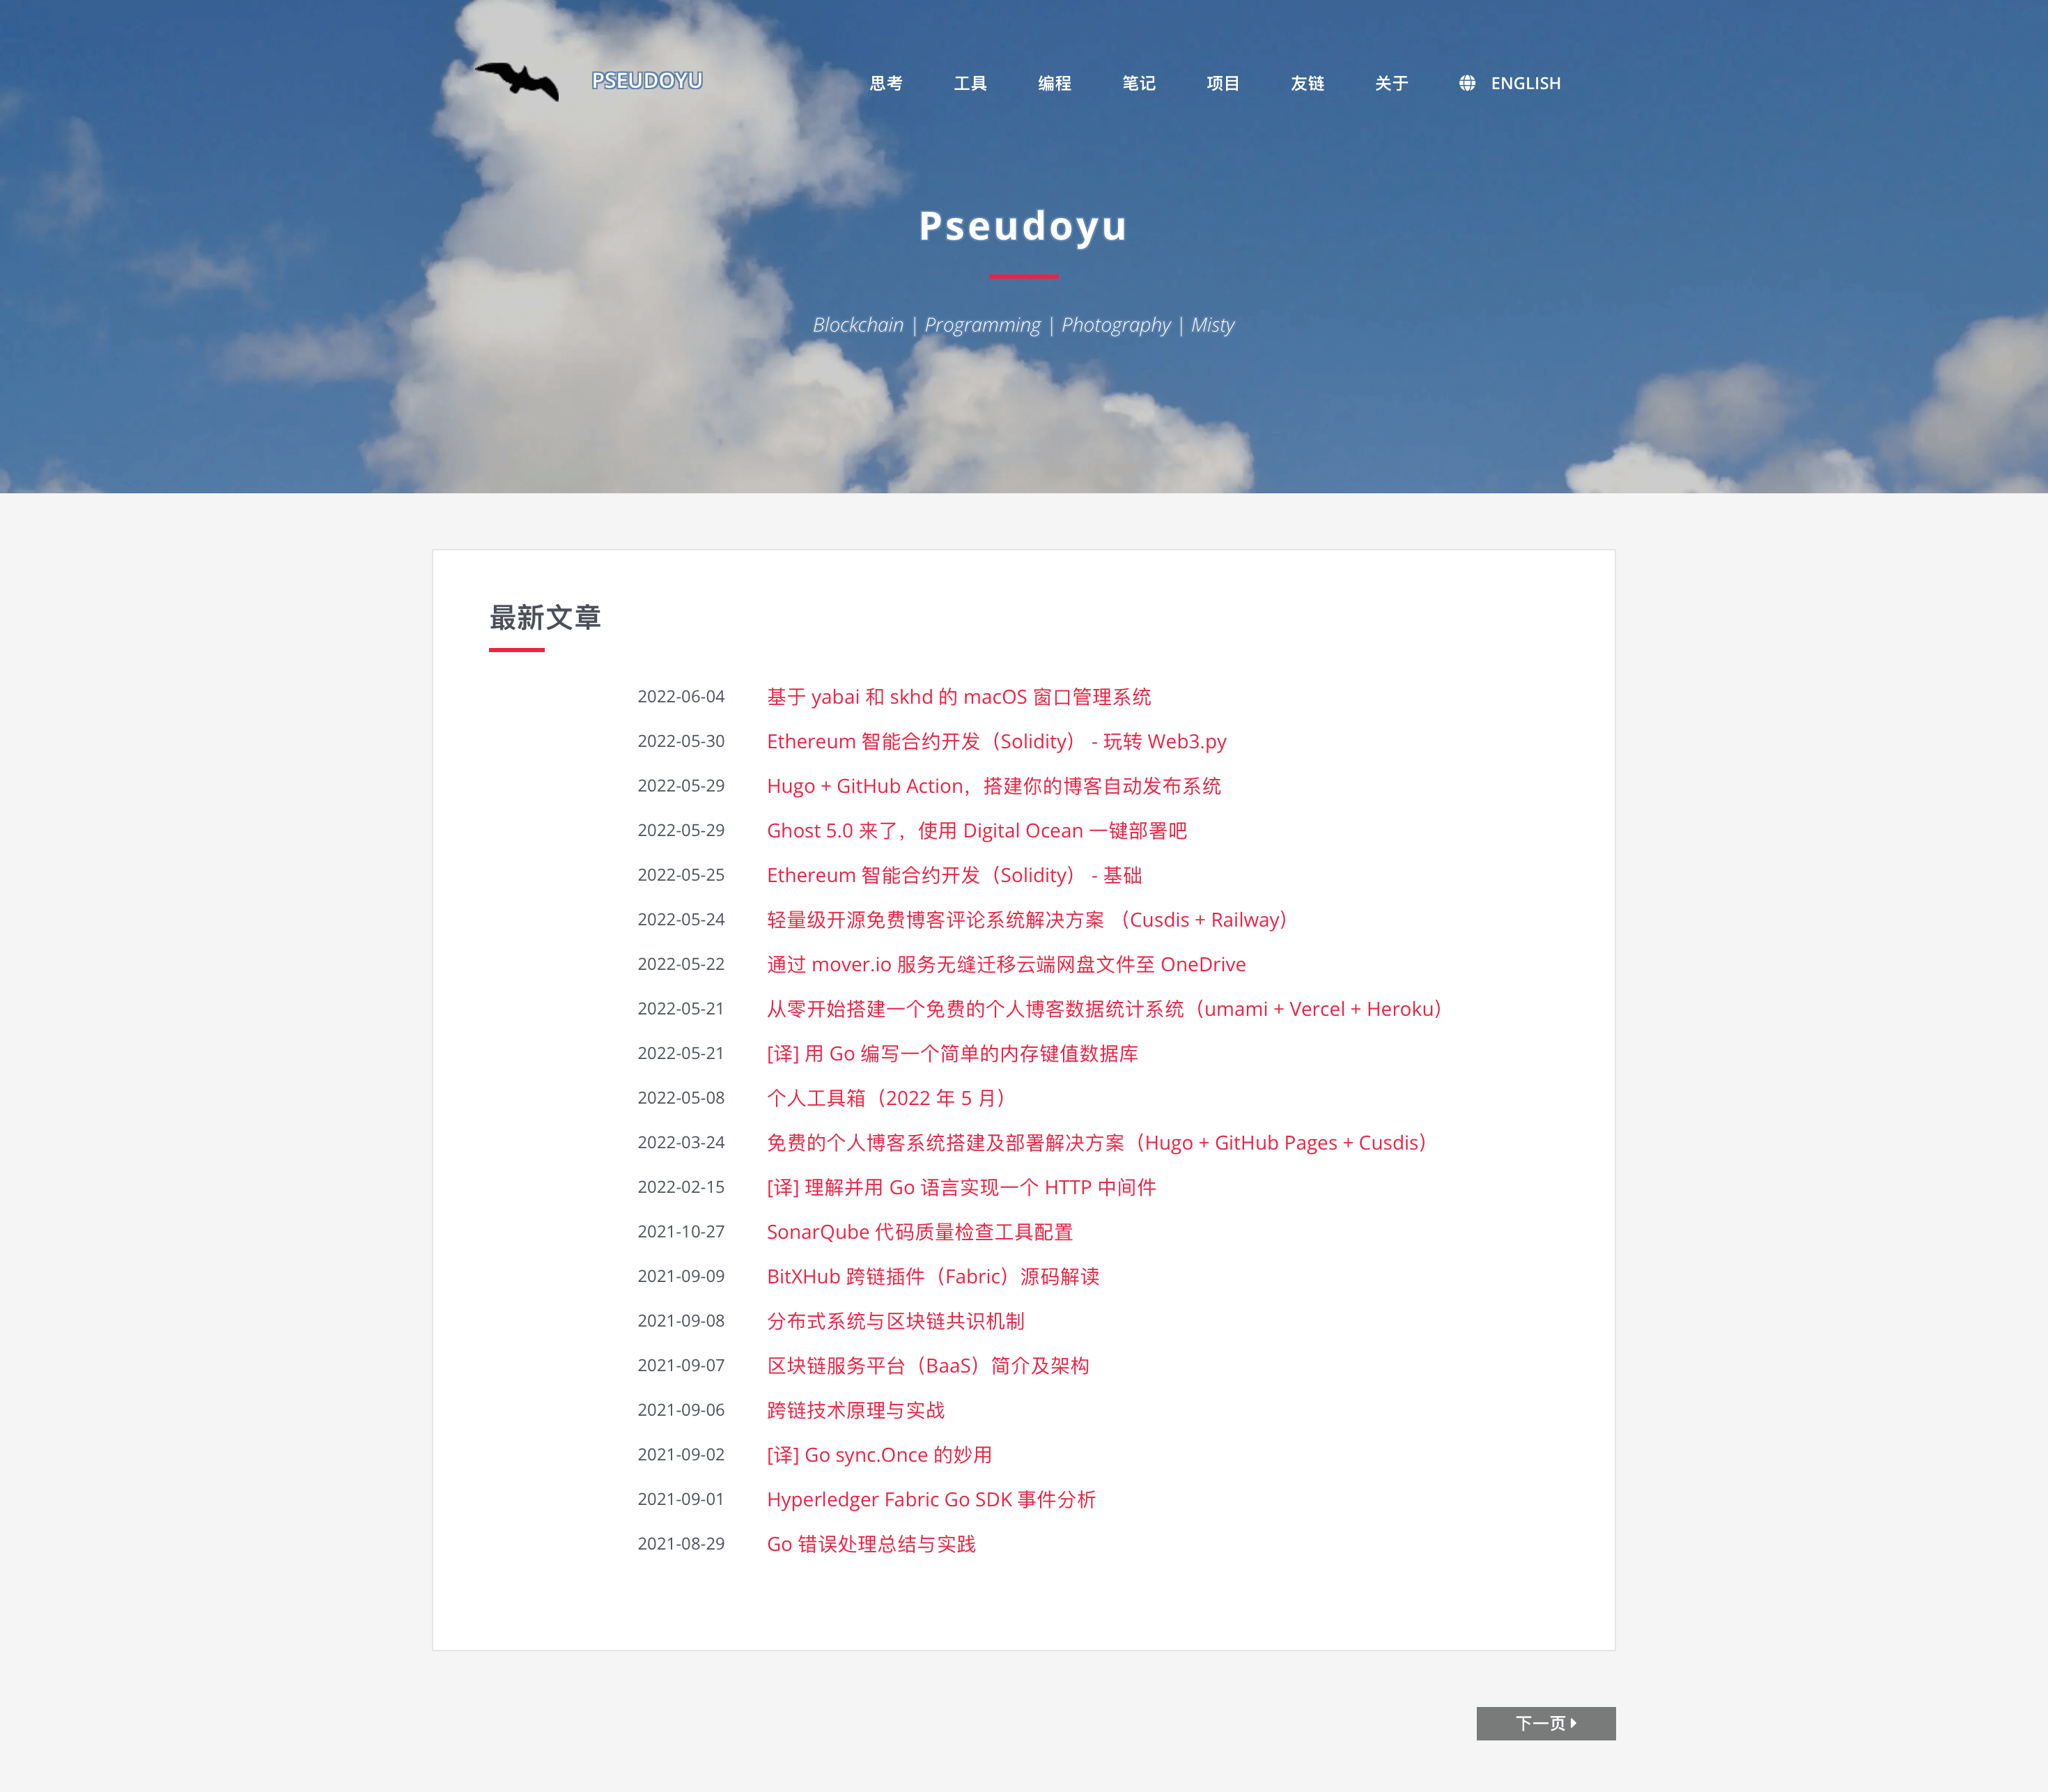 PSEUDOYU
思考 工具 编程 笔记 项目 友链 关于 ENGLISH
Pseudoyu
Blockchain | Programming | Photography | Misty
最新文章
2022-06-04 基于 yabai 和 skhd 的 macOS 窗口管理系统
2022-05-30 Ethereum 智能合约开发（Solidity） - 玩转 Web3.py
2022-05-29 Hugo + GitHub Action，搭建你的博客自动发布系统
2022-05-29 Ghost 5.0 来了，使用 Digital Ocean 一键部署吧
2022-05-25 Ethereum 智能合约开发（Solidity） - 基础
2022-05-24 轻量级开源免费博客评论系统解决方案 （Cusdis + Railway）
2022-05-22 通过 mover.io 服务无缝迁移云端网盘文件至 OneDrive
2022-05-21 从零开始搭建一个免费的个人博客数据统计系统（umami + Vercel + Heroku）
2022-05-21 [译] 用 Go 编写一个简单的内存键值数据库
2022-05-08 个人工具箱（2022 年 5 月）
2022-03-24 免费的个人博客系统搭建及部署解决方案（Hugo + GitHub Pages + Cusdis）
2022-02-15 [译] 理解并用 Go 语言实现一个 HTTP 中间件
2021-10-27 SonarQube 代码质量检查工具配置
2021-09-09 BitXHub 跨链插件（Fabric）源码解读
2021-09-08 分布式系统与区块链共识机制
2021-09-07 区块链服务平台（BaaS）简介及架构
2021-09-06 跨链技术原理与实战
2021-09-02 [译] Go sync.Once 的妙用
2021-09-01 Hyperledger Fabric Go SDK 事件分析
2021-08-29 Go 错误处理总结与实践
下一页